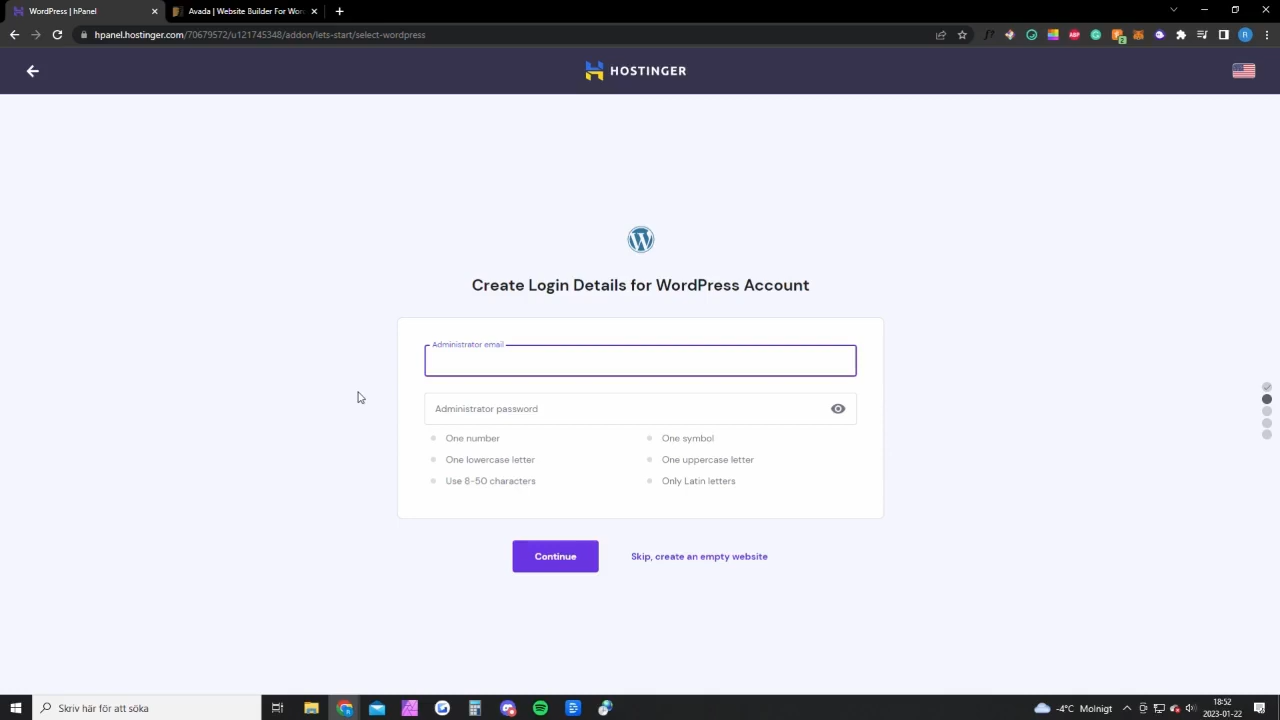 WordPress | hPanel
Avada | Website Builder For Wor
hpanel.hostinger.com/70679572/u121745348/addon/lets-start/select-wordpress
HOSTINGER
Create Login Details for WordPress Account
Administrator email
Administrator password
One number
One symbol
One lowercase letter
One uppercase letter
Use 8-50 characters
Only Latin letters
Continue
Skip, create an empty website
Skriv här för att söka
-4°C Molnigt
18:52
2023-01-22